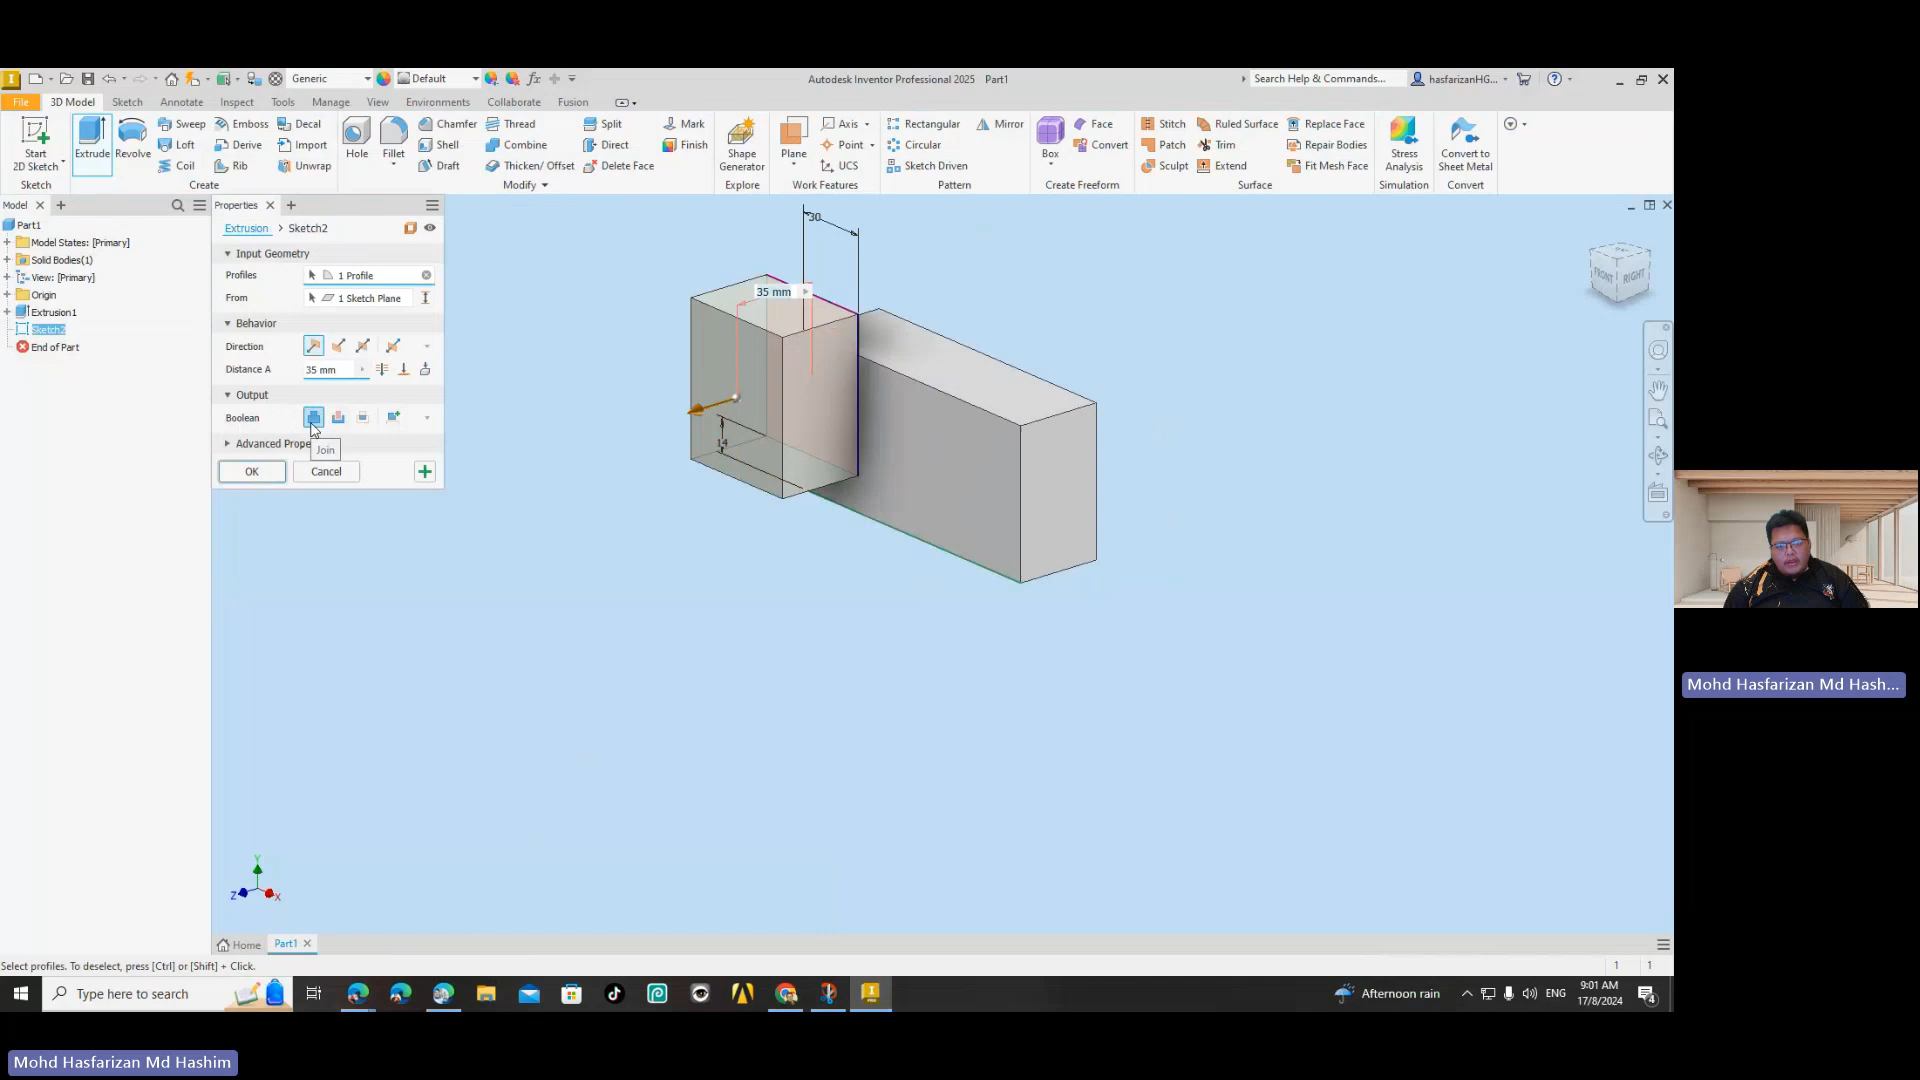 Generic
Default
Autodesk Inventor Professional 2025 Part1
Search Help & Commands...
hasfarizanHG...
File 3D Model Sketch Annotate Inspect Tools Manage View Environments Collaborate Fusion
Start
2D Sketch
Extrude
Revolve
Sweep
Loft
Coil
Emboss
Derive
Rib
Decal
Import
Unwrap
Hole
Fillet
Chamfer
Shell
Draft
Thread
Combine
Thicken/ Offset
Split
Direct
Delete Face
Mark
Finish
Shape
Generator
Plane
Axis
Point
UCS
Rectangular
Circular
Sketch Driven
Mirror
Box
Face
Convert
Stitch
Patch
Sculpt
Ruled Surface
Trim
Extend
Replace Face
Repair Bodies
Fit Mesh Face
Stress
Analysis
Convert to
Sheet Metal
Sketch
Create
Modify
Explore
Work Features
Pattern
Create Freeform
Surface
Simulation
Convert
Model
Part1
Model States: [Primary]
Solid Bodies(1)
View: [Primary]
Origin
Extrusion1
Sketch2
End of Part
Properties
Extrusion > Sketch2
Input Geometry
Profiles 1 Profile
From 1 Sketch Plane
Behavior
Direction
Distance A 35 mm
Output
Boolean
Advanced Prope
Join
OK Cancel
30
35 mm
14
FRONT RIGHT
Y
Z
X
Home Part1
Select profiles. To deselect, press [Ctrl] or [Shift] + Click.
1 1
Type here to search
Afternoon rain
ENG
9:01 AM
17/8/2024
4
Mohd Hasfarizan Md Hash...
Mohd Hasfarizan Md Hashim